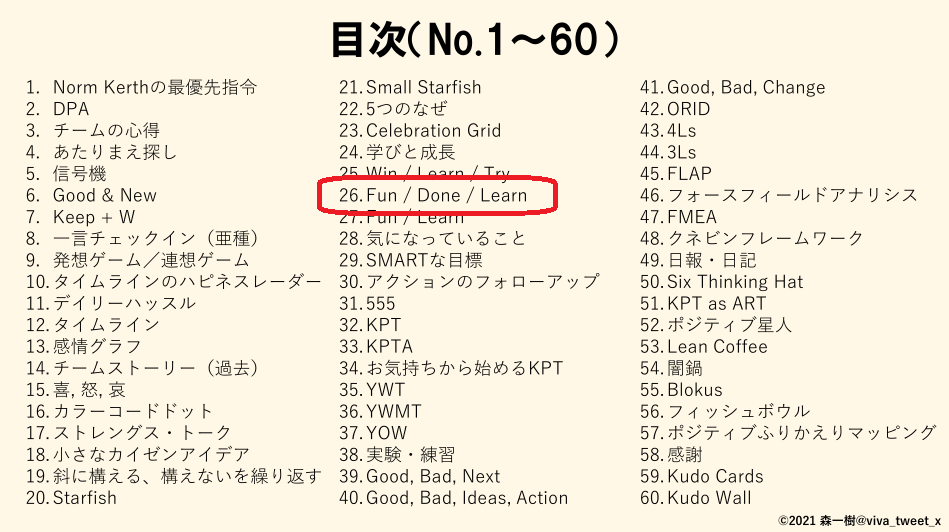 目次(No.1～60)
1. Norm Kerthの最優先指令
2. DPA
3. チームの心得
4. あたりまえ探し
5. 信号機
6. Good & New
7. Keep + W
8. 一言チェックイン（亜種）
9. 発想ゲーム／連想ゲーム
10. タイムラインのハピネスレーダー
11. デイリーハッスル
12. タイムライン
13. 感情グラフ
14. チームストーリー（過去）
15. 喜, 怒, 哀
16. カラーコードドット
17. ストレングス・トーク
18. 小さなカイゼンアイデア
19. 斜に構える、構えないを繰り返す
20. Starfish
21. Small Starfish
22. 5つのなぜ
23. Celebration Grid
24. 学びと成長
25. Win / Learn / Try
26. Fun / Done / Learn
27. Fun / Learn
28. 気になっていること
29. SMARTな目標
30. アクションのフォローアップ
31. 555
32. KPT
33. KPTA
34. お気持ちから始めるKPT
35. YWT
36. YWMT
37. YOW
38. 実験・練習
39. Good, Bad, Next
40. Good, Bad, Ideas, Action
41. Good, Bad, Change
42. ORID
43. 4Ls
44. 3Ls
45. FLAP
46. フォースフィールドアナリシス
47. FMEA
48. クネビンフレームワーク
49. 日報・日記
50. Six Thinking Hat
51. KPT as ART
52. ポジティブ星人
53. Lean Coffee
54. 闇鍋
55. Blokus
56. フィッシュボウル
57. ポジティブふりかえりマッピング
58. 感謝
59. Kudo Cards
60. Kudo Wall
©2021 森一樹@viva_tweet_x